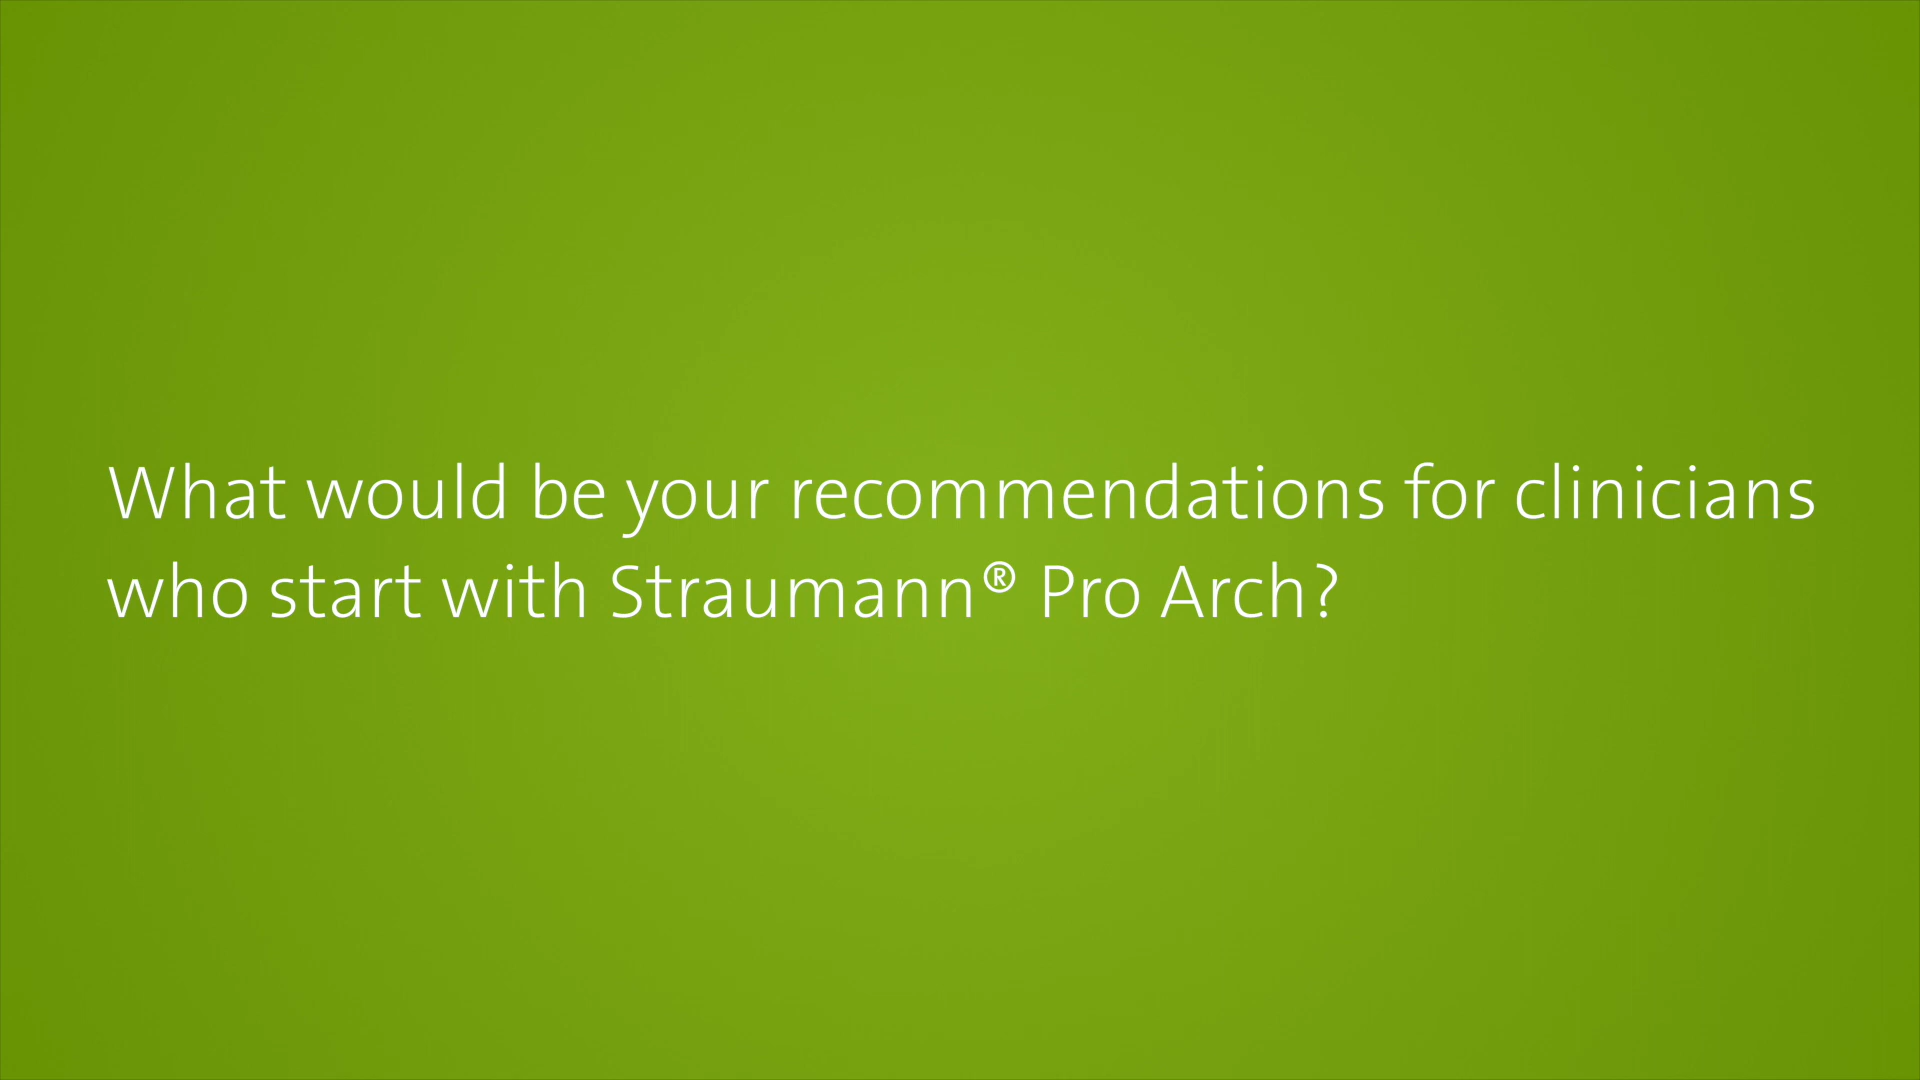 What would be your recommendations for clinicians
who start with Straumann® Pro Arch?